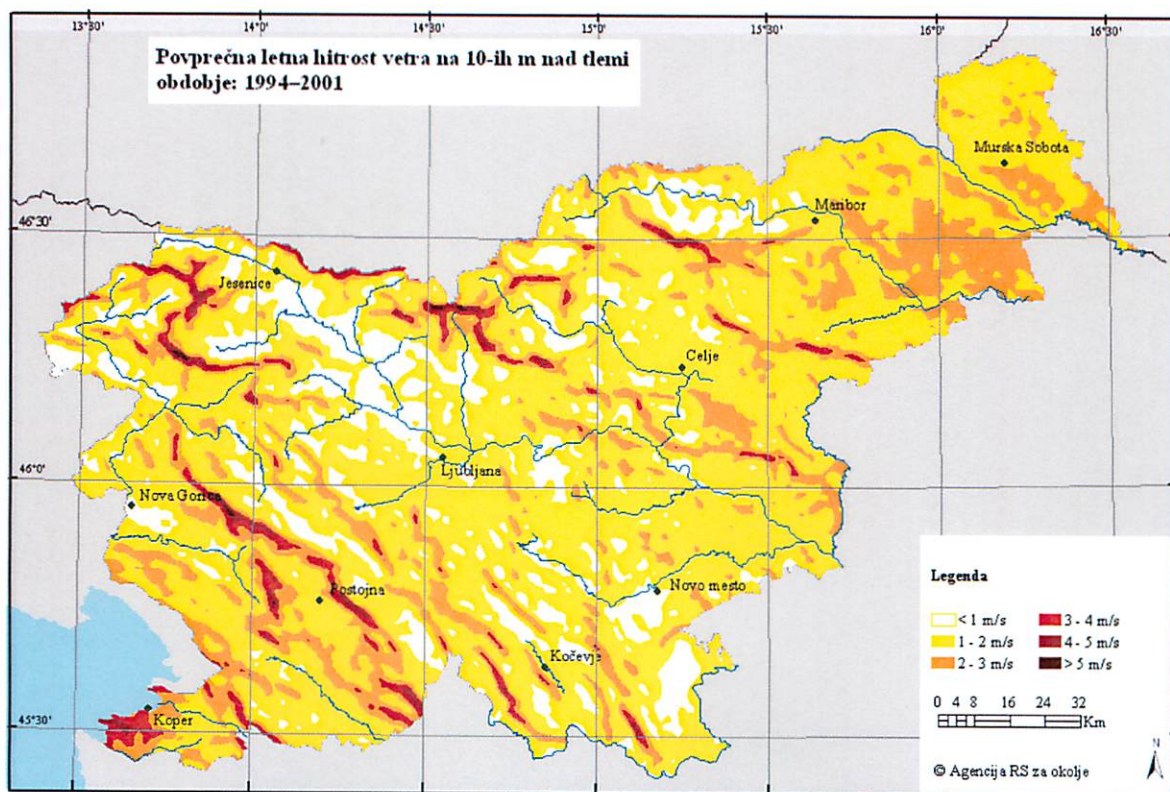 13°30' 14°0' 14°30' 15°0' 15°30' 16°0' 16°30'
Povprečna letna hitrost vetra na 10-ih m nad tlemi
obdobje: 1994–2001
Murska Sobota
Maribor
46°30'
Jesenice
Celje
Ljubljana
46°0'
Nova Gorica
Postojna
Novo mesto
Kočevje
Koper
45°30'
Legenda
< 1 m/s 3 - 4 m/s
1 - 2 m/s 4 - 5 m/s
2 - 3 m/s > 5 m/s
0 4 8 16 24 32
Km
N
© Agencija RS za okolje